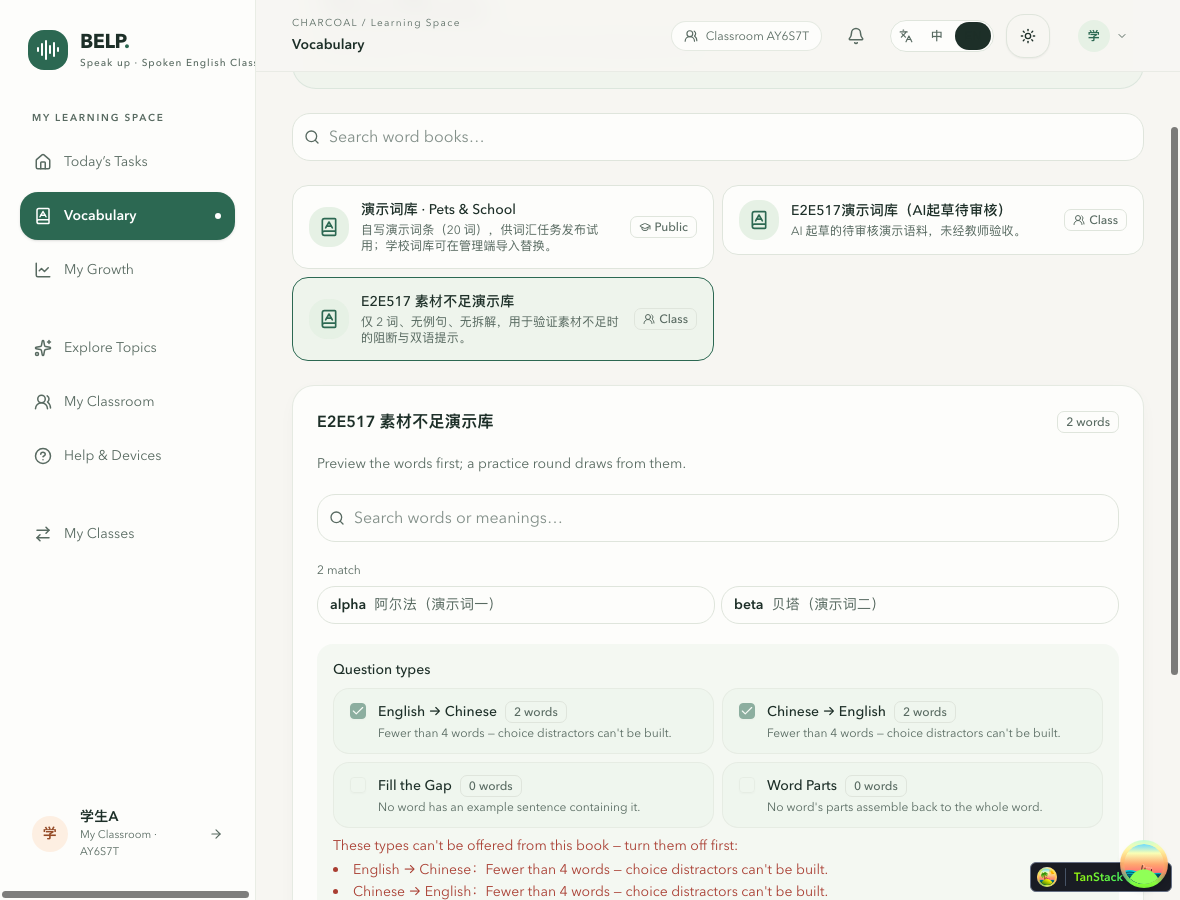 BELP.
Speak up · Spoken English Clas
MY LEARNING SPACE
Today's Tasks
Vocabulary
My Growth
Explore Topics
My Classroom
Help & Devices
My Classes
学
学生A
My Classroom ·
AY6S7T
CHARCOAL / Learning Space
Vocabulary
Classroom AY6S7T
中
学
Search word books…
演示词库 · Pets & School
自写演示词条（20 词），供词汇任务发布试
用；学校词库可在管理端导入替换。
Public
E2E517演示词库（AI起草待审核）
AI 起草的待审核演示语料，未经教师验收。
Class
E2E517 素材不足演示库
仅 2 词、无例句、无拆解，用于验证素材不足时
的阻断与双语提示。
Class
E2E517 素材不足演示库
2 words
Preview the words first; a practice round draws from them.
Search words or meanings…
2 match
alpha 阿尔法（演示词一）
beta 贝塔（演示词二）
Question types
English → Chinese 2 words
Fewer than 4 words — choice distractors can't be built.
Chinese → English 2 words
Fewer than 4 words — choice distractors can't be built.
Fill the Gap 0 words
No word has an example sentence containing it.
Word Parts 0 words
No word's parts assemble back to the whole word.
These types can't be offered from this book — turn them off first:
• English → Chinese：Fewer than 4 words — choice distractors can't be built.
• Chinese → English：Fewer than 4 words — choice distractors can't be built.
TanStack